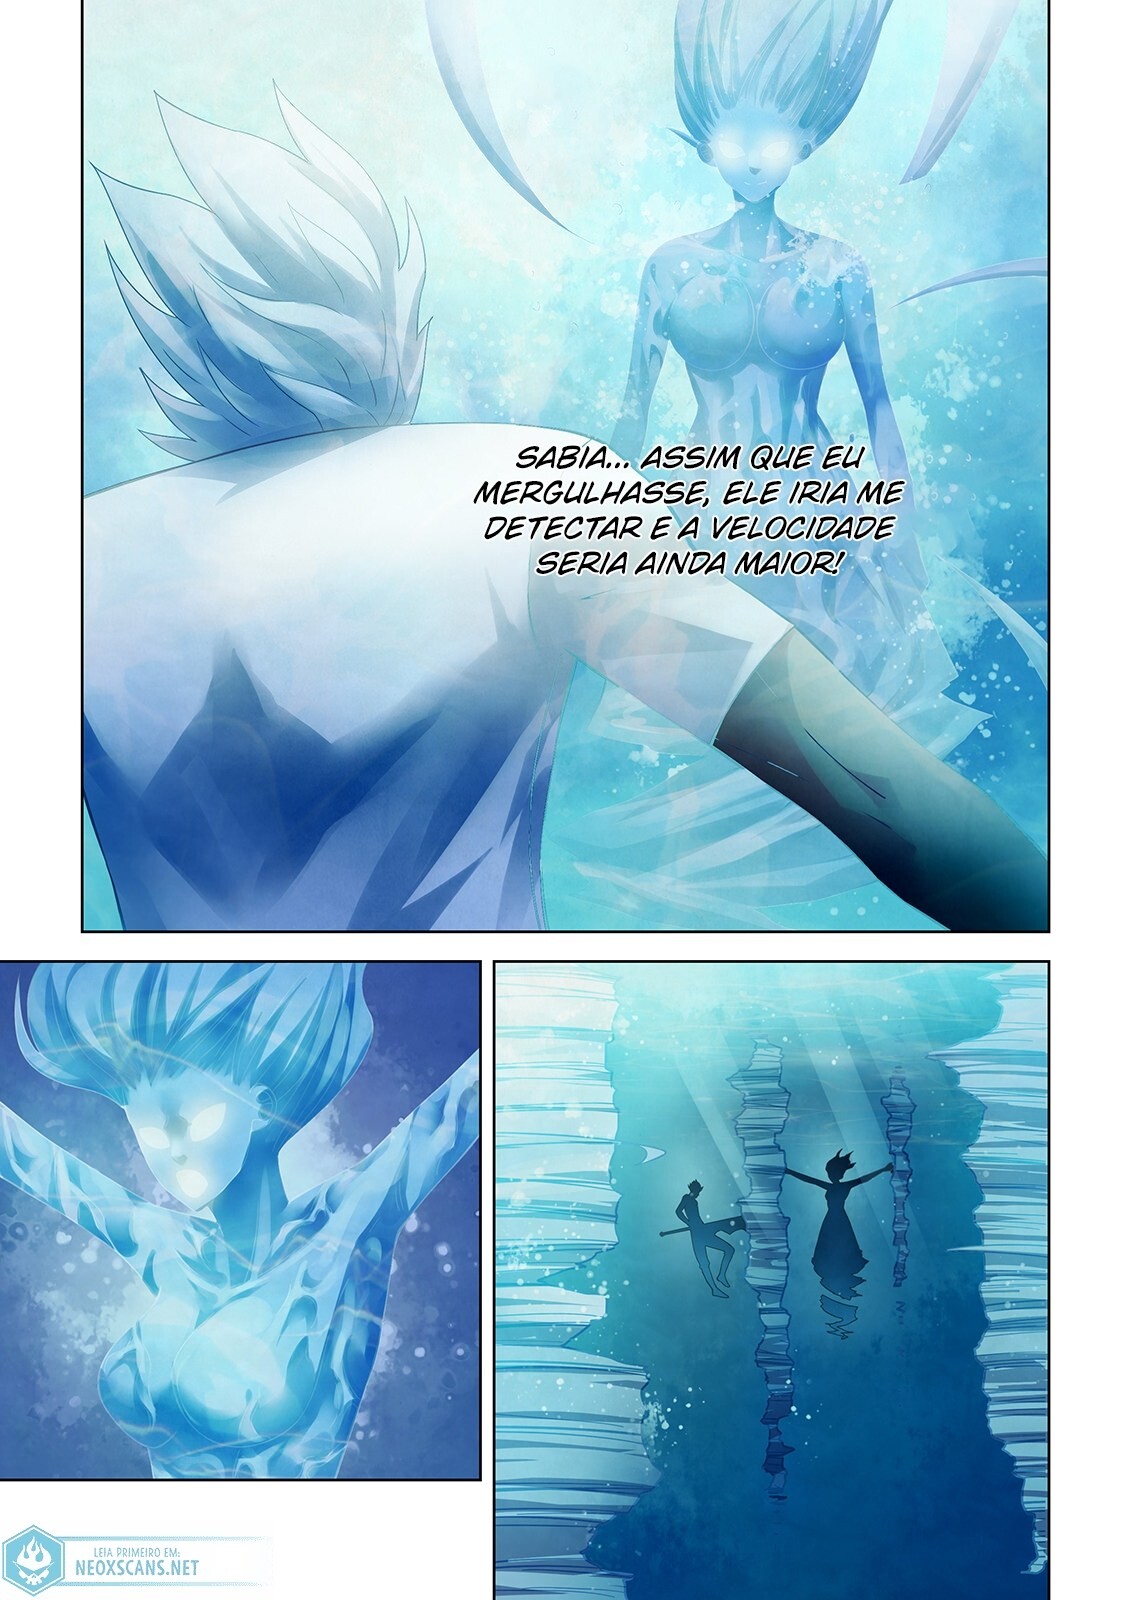 SABIA... ASSIM QUE EU
MERGULHASSE, ELE IRIA ME
DETECTAR E A VELOCIDADE
SERIA AINDA MAIOR!
LEIA PRIMEIRO EM:
NEOXSCANS.NET